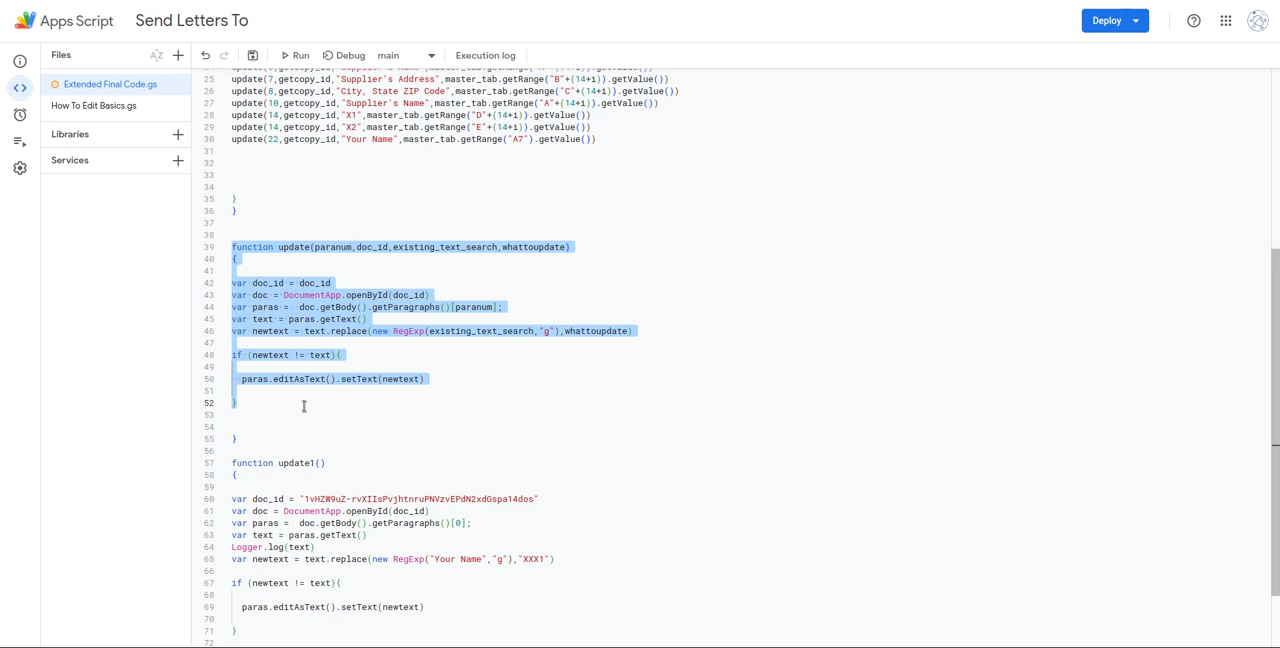 Apps Script
Send Letters To
Deploy
Files
AZ
Run
Debug
main
Execution log
Extended Final Code.gs
How To Edit Basics.gs
Libraries
Services
25 update(7,getcopy_id,"Supplier's Address",master_tab.getRange("B"+(14+i)).getValue())
26 update(8,getcopy_id,"City, State ZIP Code",master_tab.getRange("C"+(14+i)).getValue())
27 update(10,getcopy_id,"Supplier's Name",master_tab.getRange("A"+(14+i)).getValue())
28 update(14,getcopy_id,"X1",master_tab.getRange("D"+(14+i)).getValue())
29 update(14,getcopy_id,"X2",master_tab.getRange("E"+(14+i)).getValue())
30 update(22,getcopy_id,"Your Name",master_tab.getRange("A7").getValue())
31
32
33
34
35 }
36 }
37
38
39 function update(paranum,doc_id,existing_text_search,whattoupdate)
40 {
41
42 var doc_id = doc_id
43 var doc = DocumentApp.openById(doc_id)
44 var paras =  doc.getBody().getParagraphs()[paranum];
45 var text = paras.getText()
46 var newtext = text.replace(new RegExp(existing_text_search,"g"),whattoupdate)
47
48 if (newtext != text){
49
50   paras.editAsText().setText(newtext)
51
52 }
53
54
55 }
56
57 function update1()
58 {
59
60 var doc_id = "1vHZW9uZ-rvXIIsPvjhtnruPNVzvEPdN2xdGspa14dos"
61 var doc = DocumentApp.openById(doc_id)
62 var paras =  doc.getBody().getParagraphs()[0];
63 var text = paras.getText()
64 Logger.log(text)
65 var newtext = text.replace(new RegExp("Your Name","g"),"XXX1")
66
67 if (newtext != text){
68
69   paras.editAsText().setText(newtext)
70
71 }
72